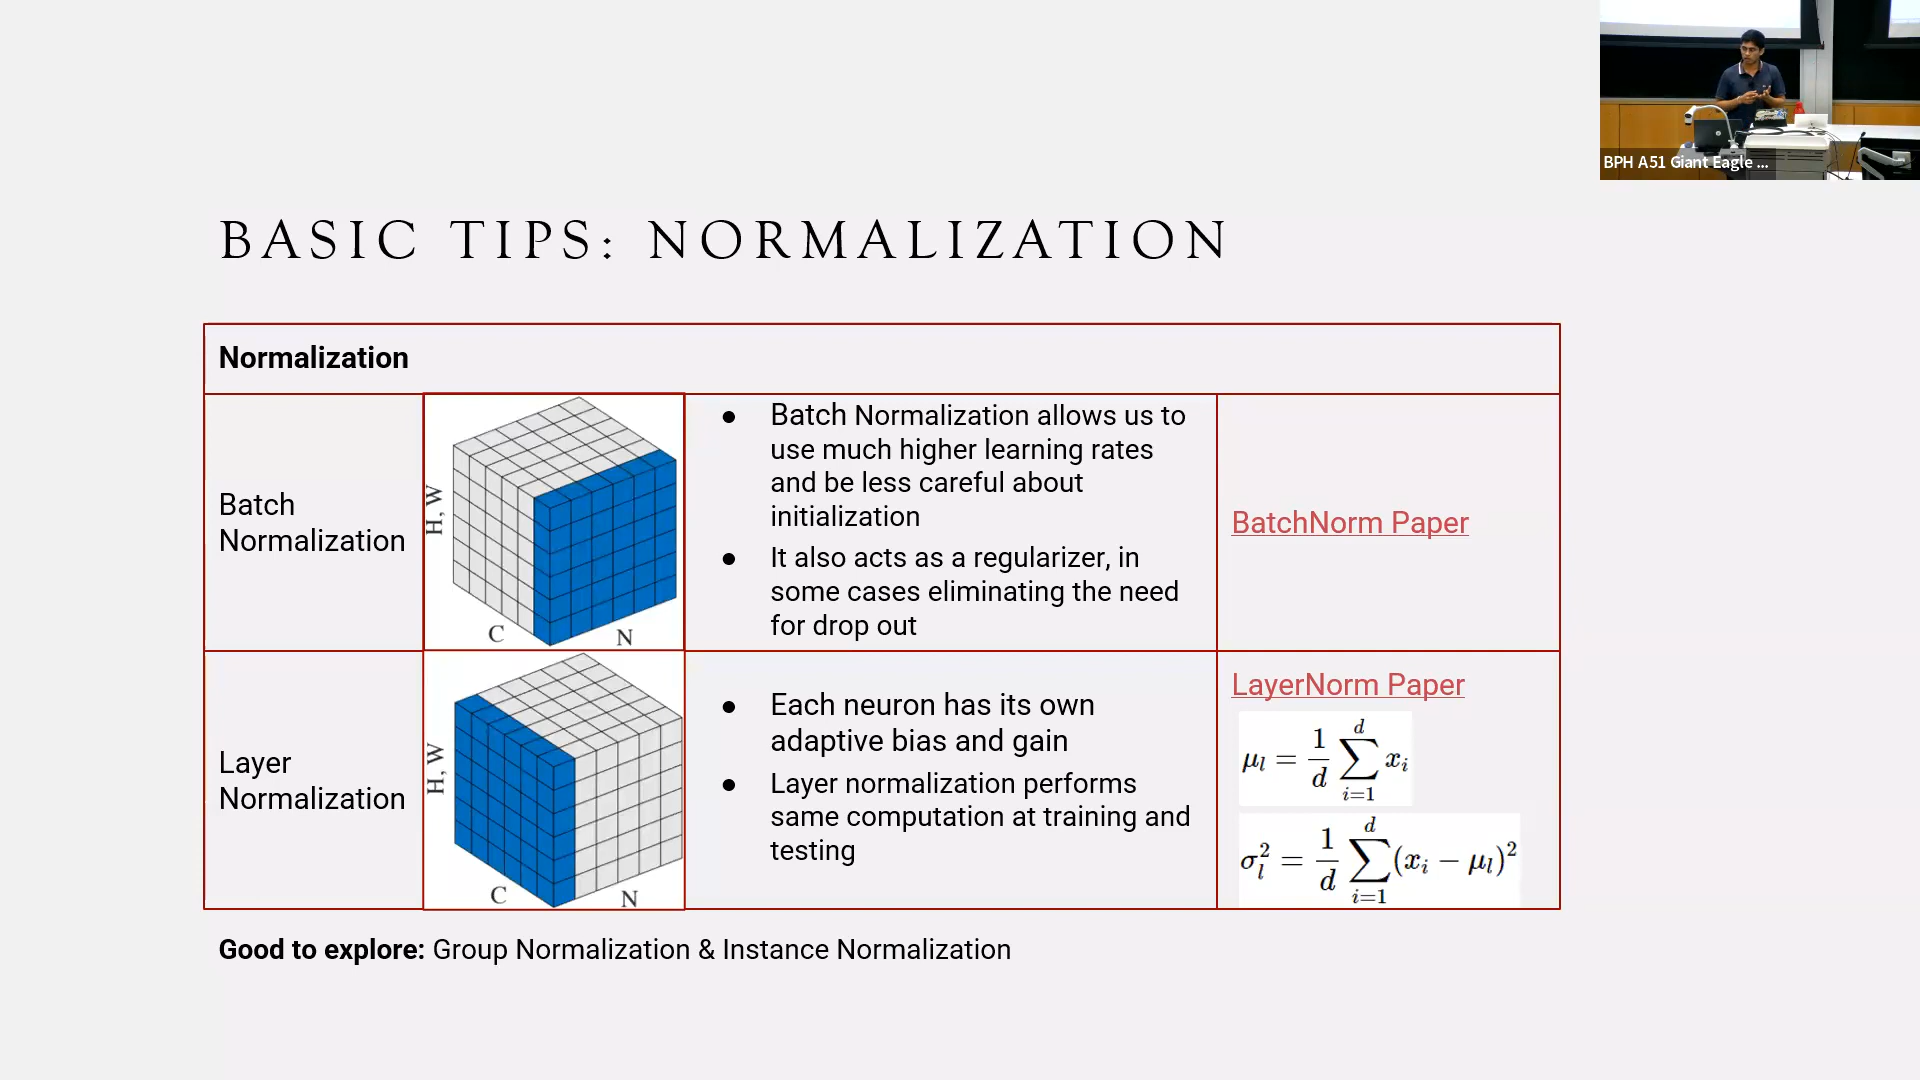 BPH A51 Giant Eagle ...
BASIC TIPS: NORMALIZATION
Normalization
Batch
Normalization
H, W
C
N
● Batch Normalization allows us to
use much higher learning rates
and be less careful about
initialization
● It also acts as a regularizer, in
some cases eliminating the need
for drop out
BatchNorm Paper
Layer
Normalization
H, W
C
N
● Each neuron has its own
adaptive bias and gain
● Layer normalization performs
same computation at training and
testing
LayerNorm Paper
μ_l = \frac{1}{d} \sum_{i=1}^{d} x_i
σ_l^2 = \frac{1}{d} \sum_{i=1}^{d} (x_i − μ_l)^2
Good to explore: Group Normalization & Instance Normalization